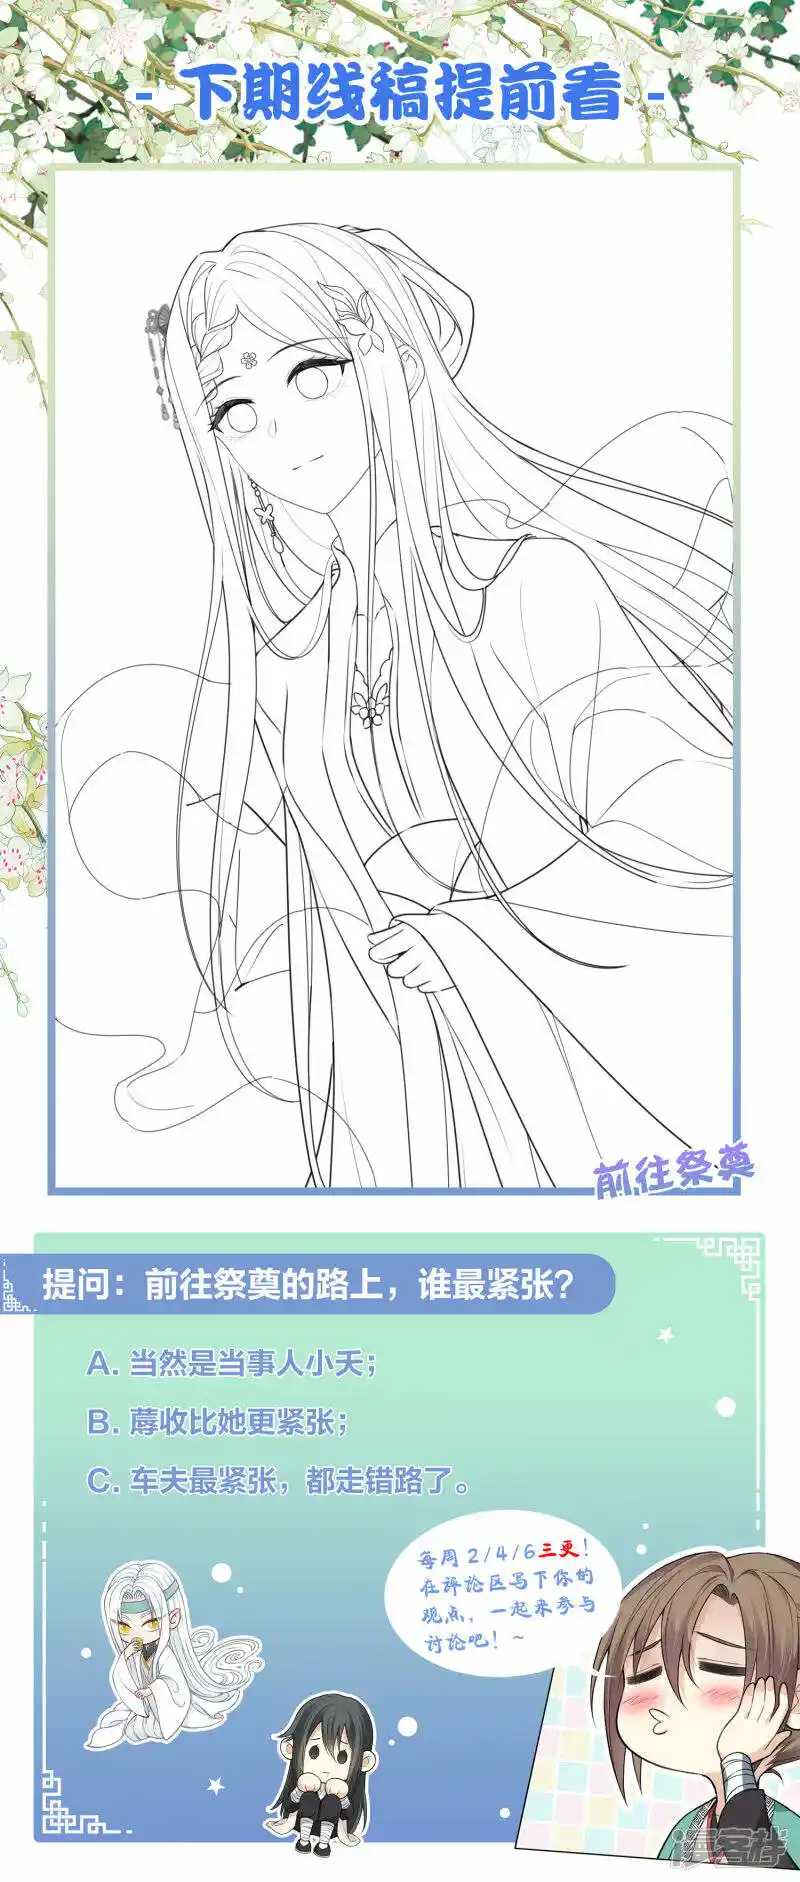 - 下期线稿提前看 -
前往祭奠
提问：前往祭奠的路上，谁最紧张？
A. 当然是当事人小夭；
B. 蓐收比她更紧张；
C. 车夫最紧张，都走错路了。
每周 2/4/6三更！
在评论区写下你的
观点，一起来参与
讨论吧！~
漫客栈